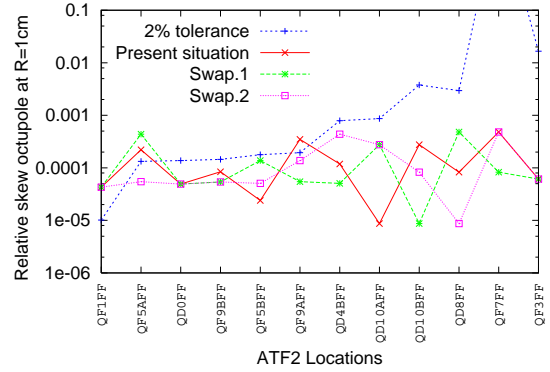 Relative skew octupole at R=1cm
0.1
0.01
0.001
0.0001
1e-05
1e-06
2% tolerance
Present situation
Swap.1
Swap.2
QF1FF
QF5AFF
QD0FF
QF9BFF
QF5BFF
QF9AFF
QD4BFF
QD10AFF
QD10BFF
QD8FF
QF7FF
QF3FF
ATF2 Locations